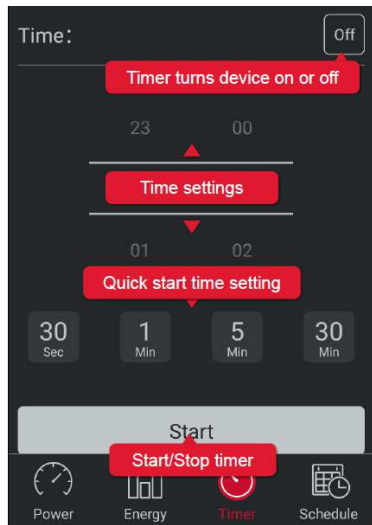 Time:
Off
Timer turns device on or off
23 00
Time settings
01 02
Quick start time setting
30 1 5 30
Sec Min Min Min
Start
Start/Stop timer
Power Energy Timer Schedule